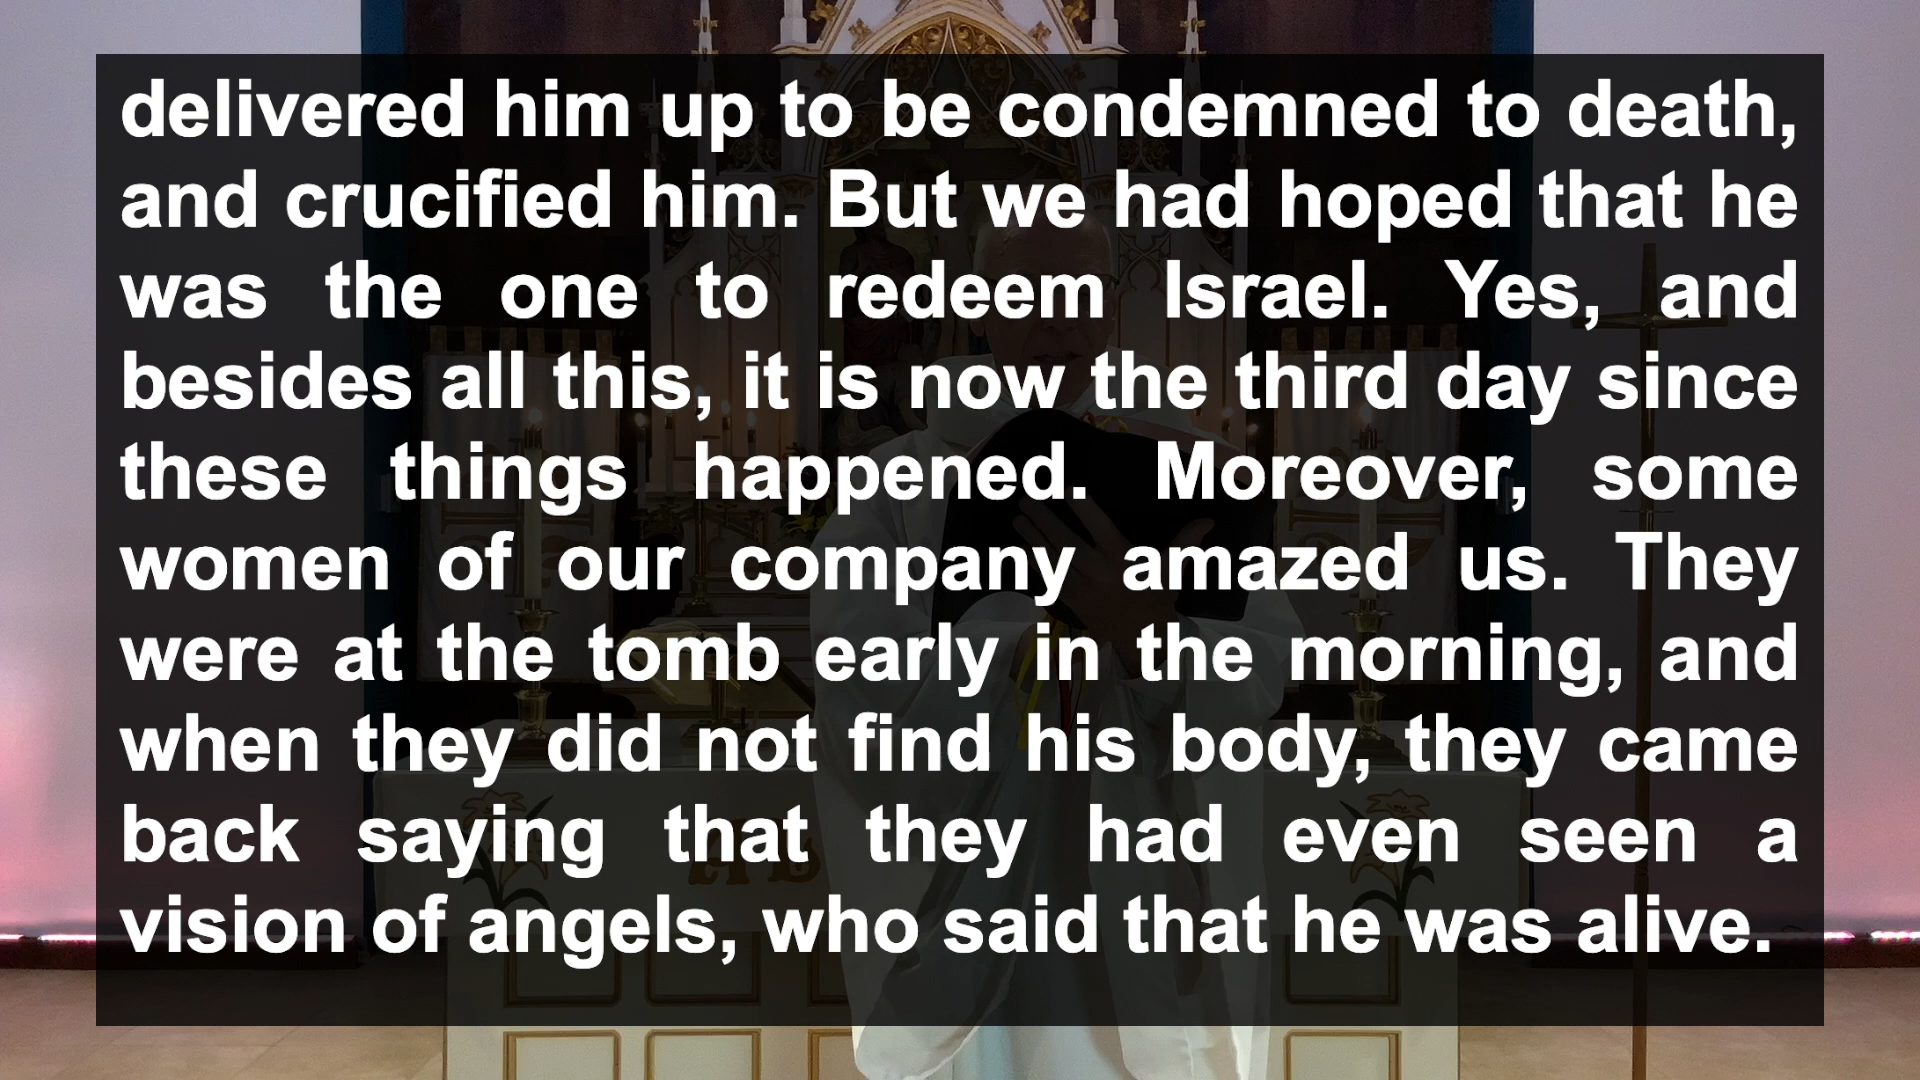 delivered him up to be condemned to death,
and crucified him. But we had hoped that he
was the one to redeem Israel. Yes, and
besides all this, it is now the third day since
these things happened. Moreover, some
women of our company amazed us. They
were at the tomb early in the morning, and
when they did not find his body, they came
back saying that they had even seen a
vision of angels, who said that he was alive.